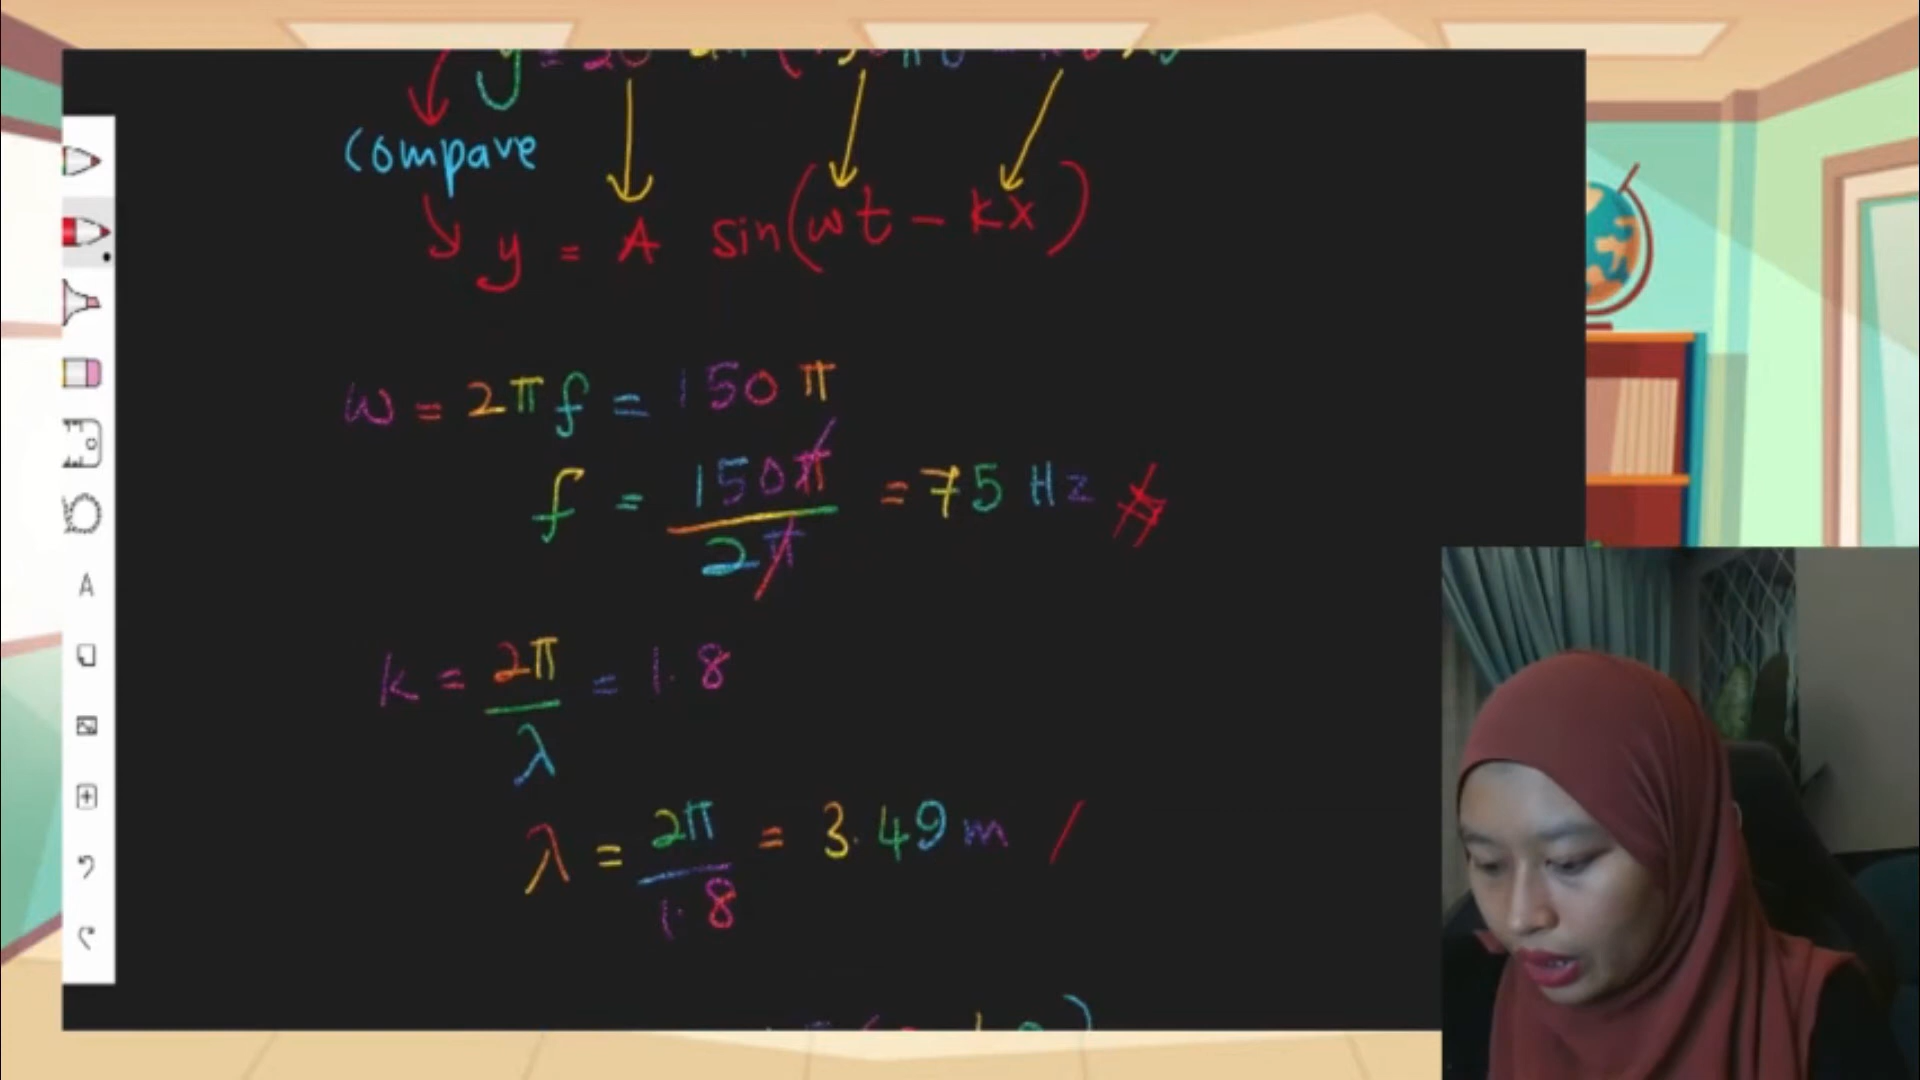 compare
y = A sin(ωt - kx)
ω = 2πf = 150π
f = 150π / 2π = 75 Hz
k = 2π / λ = 1.8
λ = 2π / 1.8 = 3.49 m /
A